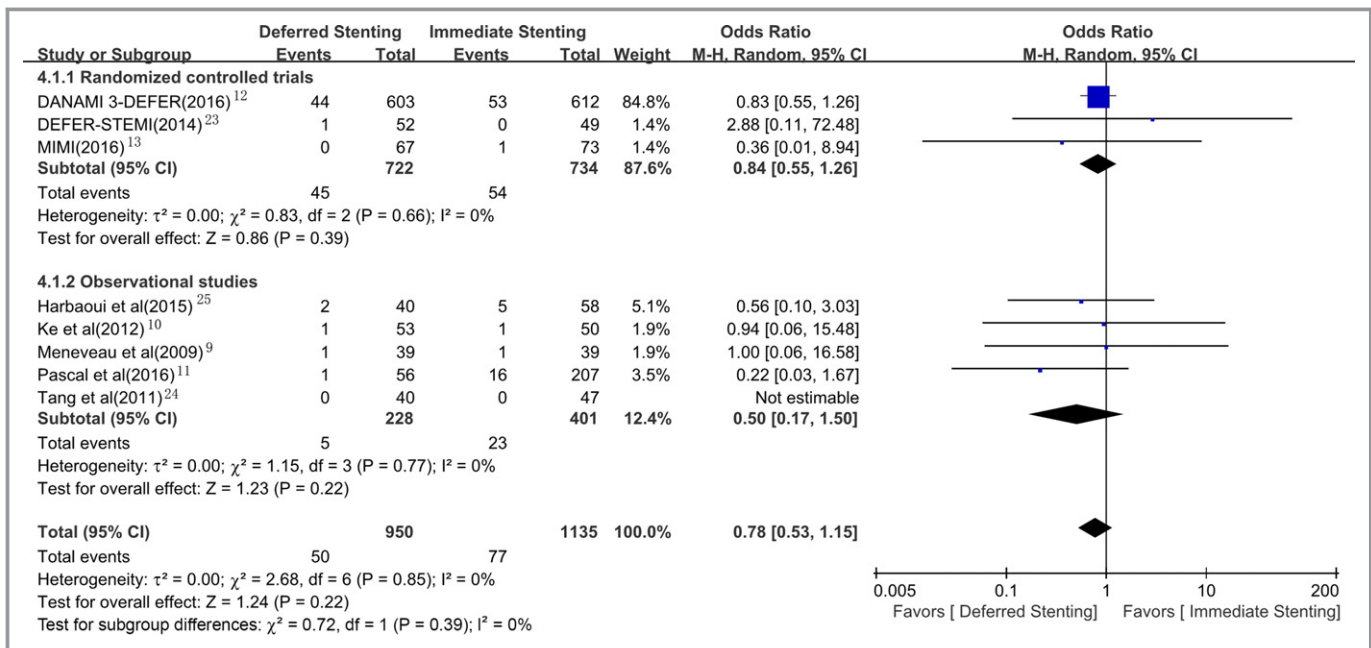 Deferred Stenting Immediate Stenting Odds Ratio Odds Ratio
Study or Subgroup Events Total Events Total Weight M-H, Random, 95% CI M-H, Random, 95% CI
4.1.1 Randomized controlled trials
DANAMI 3-DEFER(2016)12 44 603 53 612 84.8% 0.83 [0.55, 1.26]
DEFER-STEMI(2014)23 1 52 0 49 1.4% 2.88 [0.11, 72.48]
MIMI(2016)13 0 67 1 73 1.4% 0.36 [0.01, 8.94]
Subtotal (95% CI) 722 734 87.6% 0.84 [0.55, 1.26]
Total events 45 54
Heterogeneity: τ² = 0.00; χ² = 0.83, df = 2 (P = 0.66); I² = 0%
Test for overall effect: Z = 0.86 (P = 0.39)
4.1.2 Observational studies
Harbaoui et al(2015)25 2 40 5 58 5.1% 0.56 [0.10, 3.03]
Ke et al(2012)10 1 53 1 50 1.9% 0.94 [0.06, 15.48]
Meneveau et al(2009)9 1 39 1 39 1.9% 1.00 [0.06, 16.58]
Pascal et al(2016)11 1 56 16 207 3.5% 0.22 [0.03, 1.67]
Tang et al(2011)24 0 40 0 47 Not estimable
Subtotal (95% CI) 228 401 12.4% 0.50 [0.17, 1.50]
Total events 5 23
Heterogeneity: τ² = 0.00; χ² = 1.15, df = 3 (P = 0.77); I² = 0%
Test for overall effect: Z = 1.23 (P = 0.22)
Total (95% CI) 950 1135 100.0% 0.78 [0.53, 1.15]
Total events 50 77
Heterogeneity: τ² = 0.00; χ² = 2.68, df = 6 (P = 0.85); I² = 0%
Test for overall effect: Z = 1.24 (P = 0.22)
Test for subgroup differences: χ² = 0.72, df = 1 (P = 0.39); I² = 0%
0.005 0.1 1 10 200
Favors [ Deferred Stenting] Favors [ Immediate Stenting]